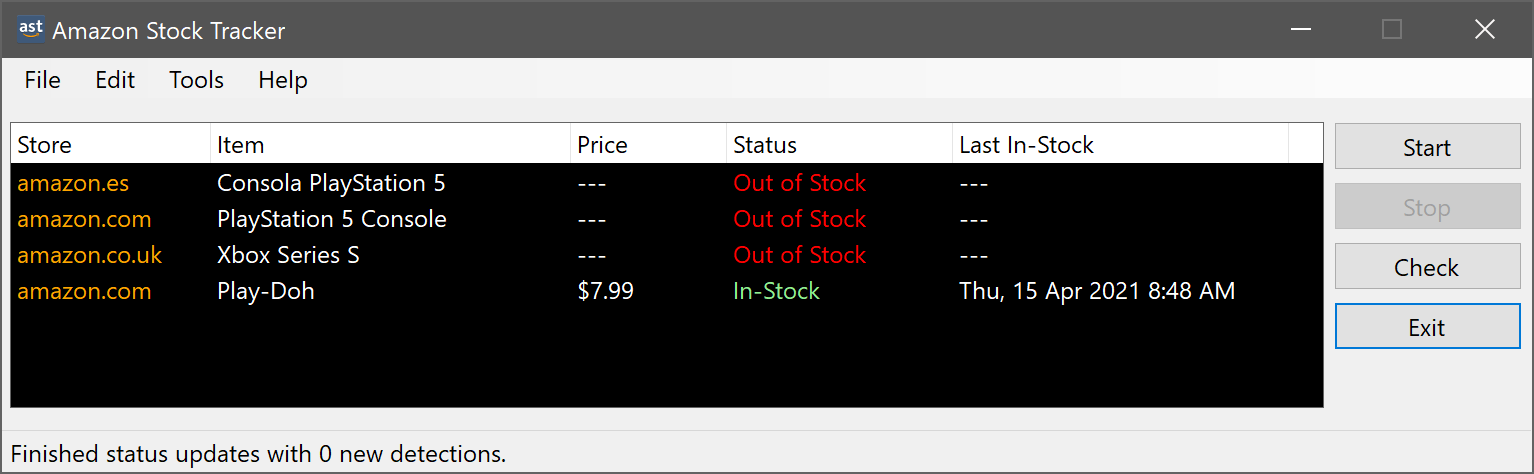 ast Amazon Stock Tracker
File Edit Tools Help
Store Item Price Status Last In-Stock
amazon.es Consola PlayStation 5 --- Out of Stock ---
amazon.com PlayStation 5 Console --- Out of Stock ---
amazon.co.uk Xbox Series S --- Out of Stock ---
amazon.com Play-Doh $7.99 In-Stock Thu, 15 Apr 2021 8:48 AM
Start
Stop
Check
Exit
Finished status updates with 0 new detections.